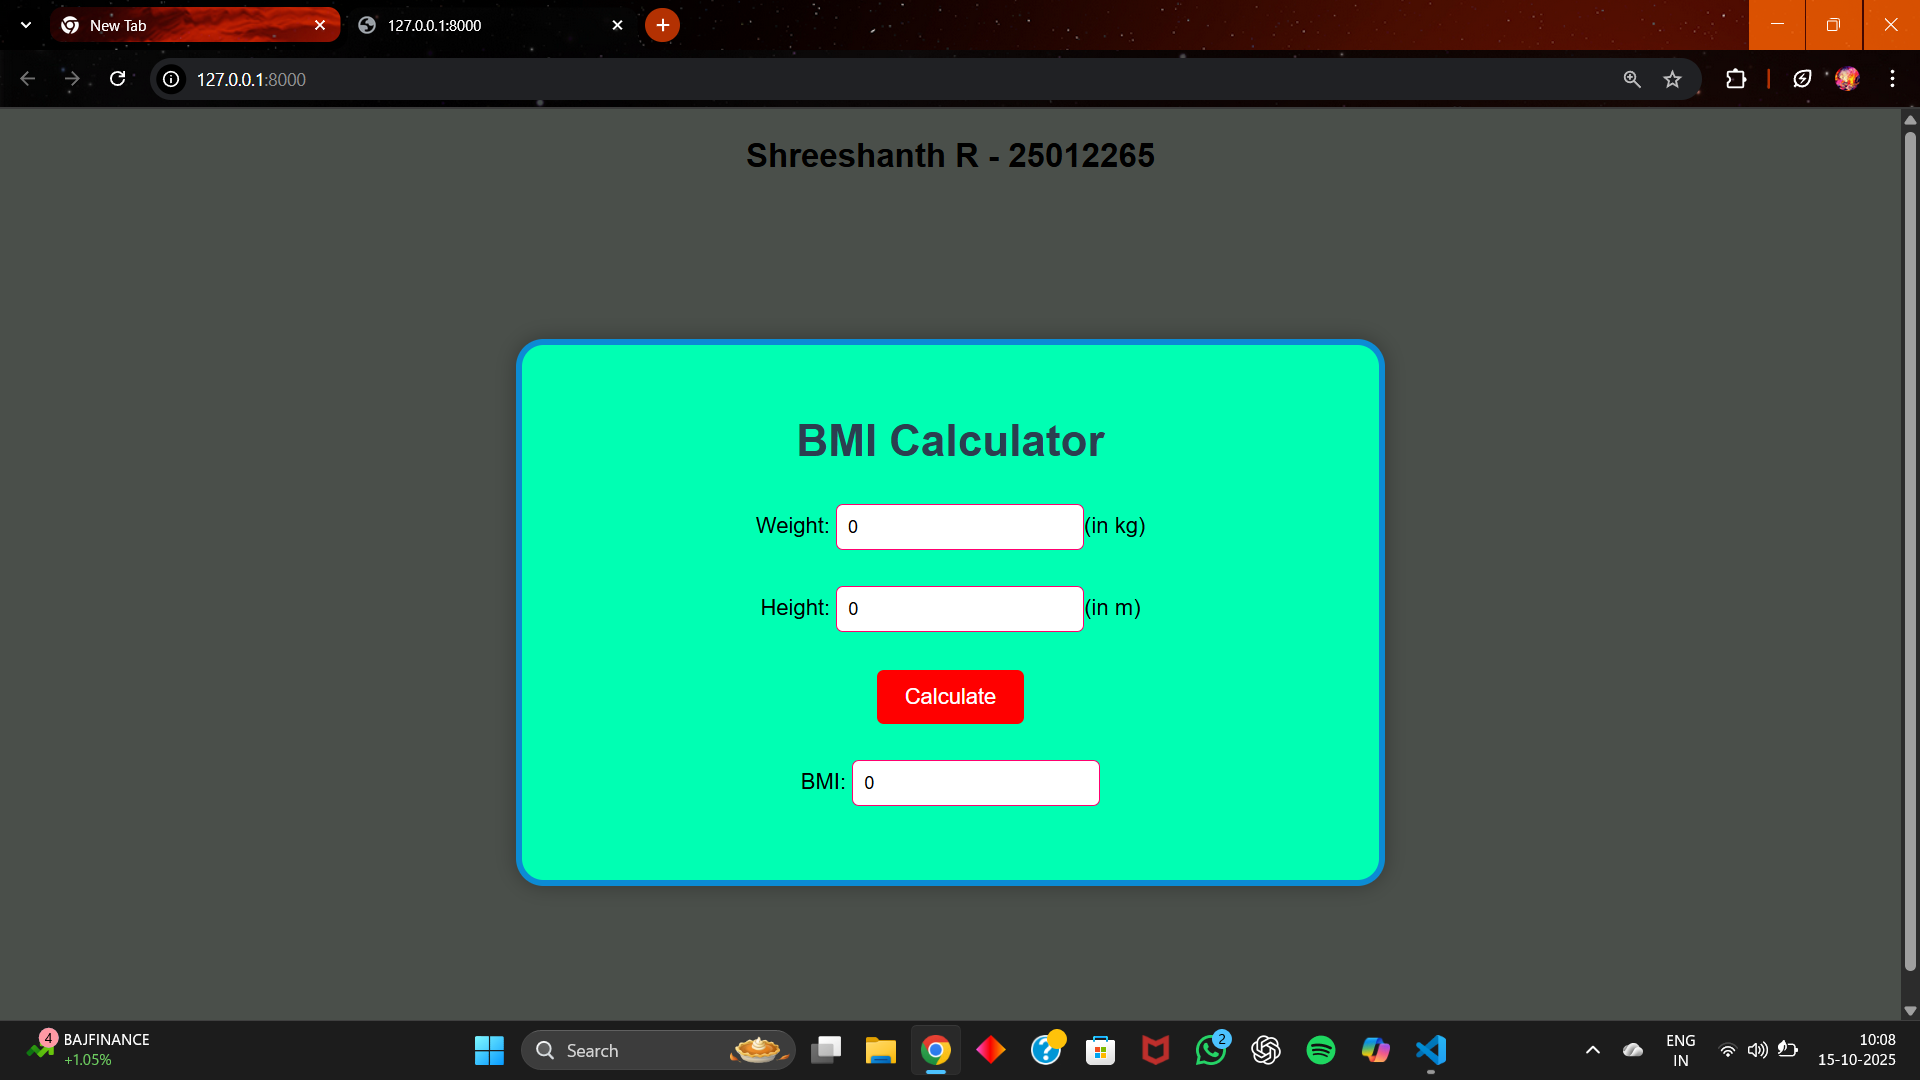 New Tab
127.0.0.1:8000
127.0.0.1:8000
Shreeshanth R - 25012265
BMI Calculator
Weight: 0 (in kg)
Height: 0 (in m)
Calculate
BMI: 0
4 BAJFINANCE
+1.05%
Search
2
ENG
IN
10:08
15-10-2025